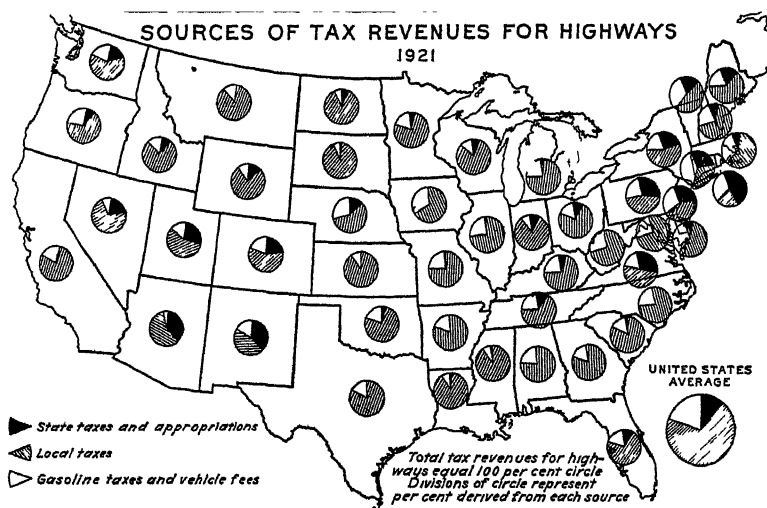 SOURCES OF TAX REVENUES FOR HIGHWAYS
1921
UNITED STATES
AVERAGE
State taxes and appropriations
Local taxes
Gasoline taxes and vehicle fees
Total tax revenues for high-
ways equal 100 per cent circle
Divisions of circle represent
per cent derived from each source